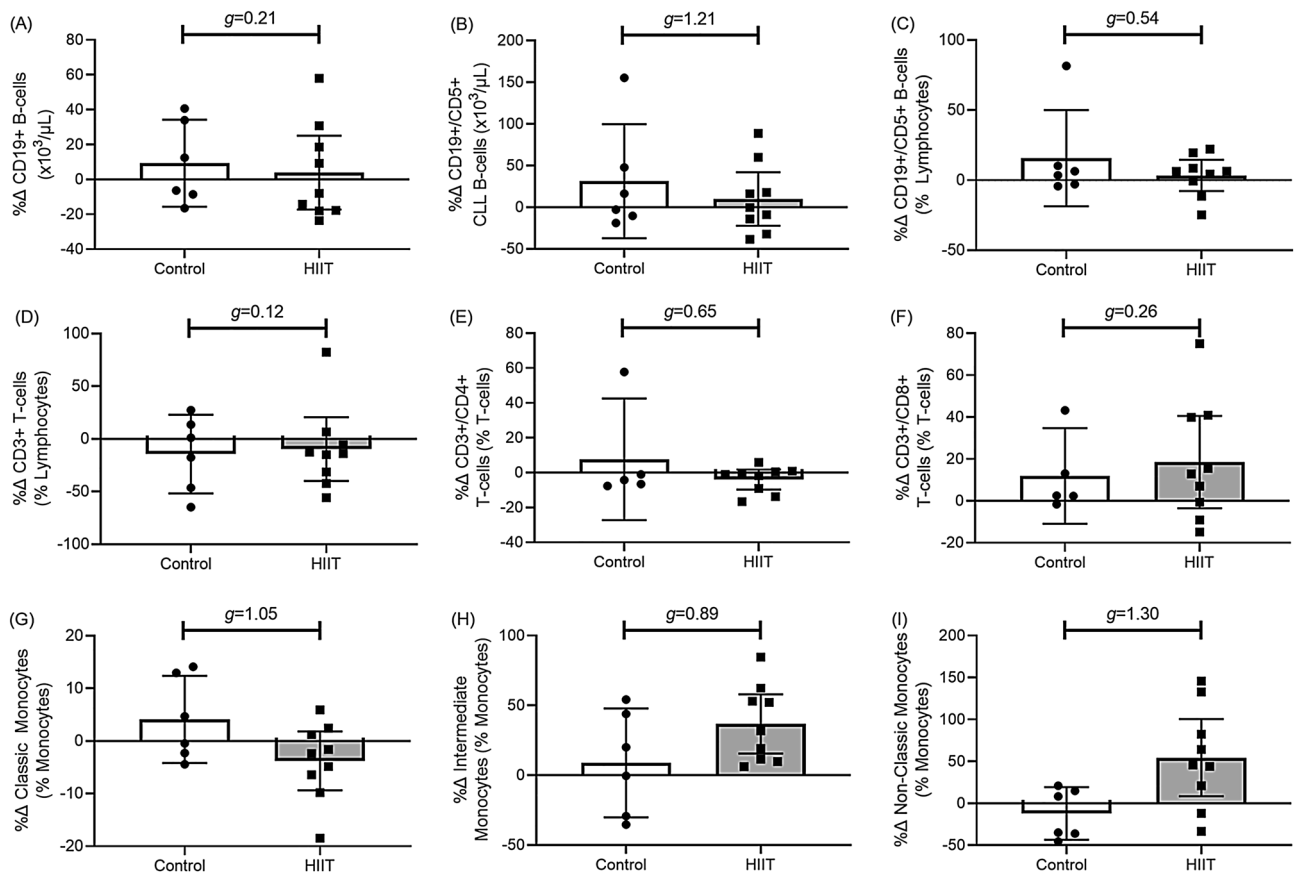 (A)
g=0.21
%Δ CD19+ B-cells
(x10³/μL)
80
60
40
20
0
-20
-40
Control
HIIT
(B)
g=1.21
%Δ CD19+/CD5+
CLL B-cells (x10³/μL)
200
150
100
50
0
-50
Control
HIIT
(C)
g=0.54
%Δ CD19+/CD5+ B-cells
(% Lymphocytes)
100
50
0
-50
Control
HIIT
(D)
g=0.12
%Δ CD3+ T-cells
(% Lymphocytes)
100
50
0
-50
-100
Control
HIIT
(E)
g=0.65
%Δ CD3+/CD4+
T-cells (% T-cells)
80
60
40
20
0
-20
-40
Control
HIIT
(F)
g=0.26
%Δ CD3+/CD8+
T-cells (% T-cells)
80
60
40
20
0
-20
Control
HIIT
(G)
g=1.05
%Δ Classic Monocytes
(% Monocytes)
20
10
0
-10
-20
Control
HIIT
(H)
g=0.89
%Δ Intermediate
Monocytes (% Monocytes)
100
50
0
-50
Control
HIIT
(I)
g=1.30
%Δ Non-Classic Monocytes
(% Monocytes)
200
150
100
50
0
-50
Control
HIIT